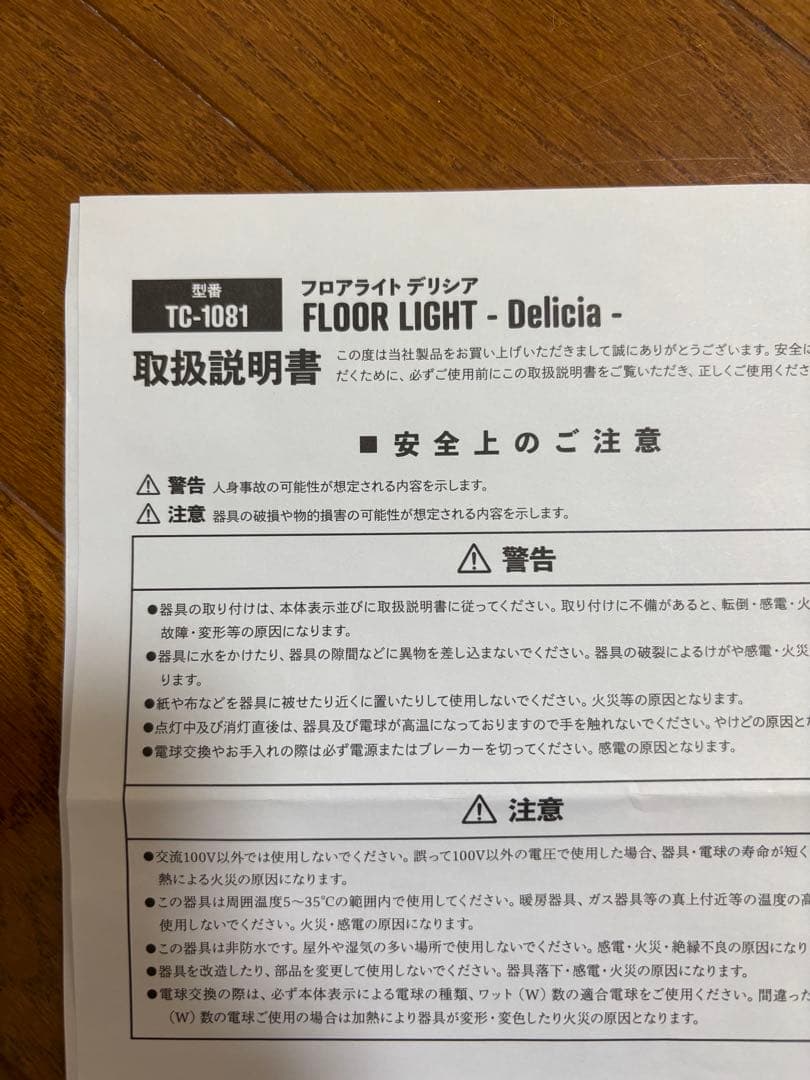 型番
TC-1081
フロアライト デリシア
FLOOR LIGHT - Delicia -
取扱説明書
この度は当社製品をお買い上げいただきまして誠にありがとうございます。安全に
だくために、必ずご使用前にこの取扱説明書をご覧いただき、正しくご使用くださ
■ 安全上のご注意
⚠ 警告 人身事故の可能性が想定される内容を示します。
⚠ 注意 器具の破損や物的損害の可能性が想定される内容を示します。
⚠ 警告
●器具の取り付けは、本体表示並びに取扱説明書に従ってください。取り付けに不備があると、転倒・感電・火
故障・変形等の原因になります。
●器具に水をかけたり、器具の隙間などに異物を差し込まないでください。器具の破裂によるけがや感電・火災
ります。
●紙や布などを器具に被せたり近くに置いたりして使用しないでください。火災等の原因となります。
●点灯中及び消灯直後は、器具及び電球が高温になっておりますので手を触れないでください。やけどの原因とな
●電球交換やお手入れの際は必ず電源またはブレーカーを切ってください。感電の原因となります。
⚠ 注意
●交流100V以外では使用しないでください。誤って100V以外の電圧で使用した場合、器具・電球の寿命が短く
熱による火災の原因になります。
●この器具は周囲温度5〜35℃の範囲内で使用してください。暖房器具、ガス器具等の真上付近等の温度の高
使用しないでください。火災・感電の原因になります。
●この器具は非防水です。屋外や湿気の多い場所で使用しないでください。感電・火災・絶縁不良の原因になり
●器具を改造したり、部品を変更して使用しないでください。器具落下・感電・火災の原因になります。
●電球交換の際は、必ず本体表示による電球の種類、ワット(W)数の適合電球をご使用ください。間違った
(W)数の電球ご使用の場合は加熱により器具が変形・変色したり火災の原因となります。